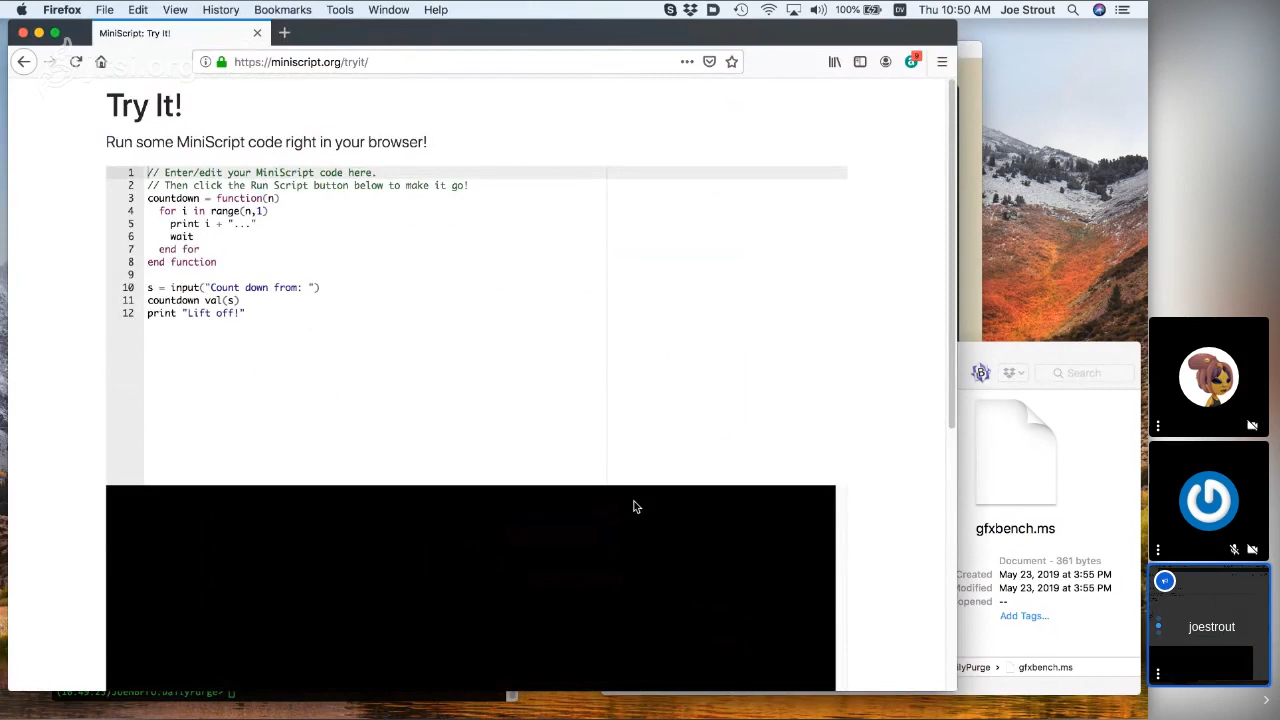 Firefox File Edit View History Bookmarks Tools Window Help 100% DV Thu 10:50 AM Joe Strout
MiniScript: Try It!
https://miniscript.org/tryit/
9
Try It!
Run some MiniScript code right in your browser!
1 // Enter/edit your MiniScript code here.
2 // Then click the Run Script button below to make it go!
3 countdown = function(n)
4 for i in range(n,1)
5 print i + "..."
6 wait
7 end for
8 end function
9
10 s = input("Count down from: ")
11 countdown val(s)
12 print "Lift off!"
Search
gfxbench.ms
Document - 361 bytes
Created May 23, 2019 at 3:55 PM
Modified May 23, 2019 at 3:55 PM
opened --
Add Tags...
ilyPurge > gfxbench.ms
joestrout